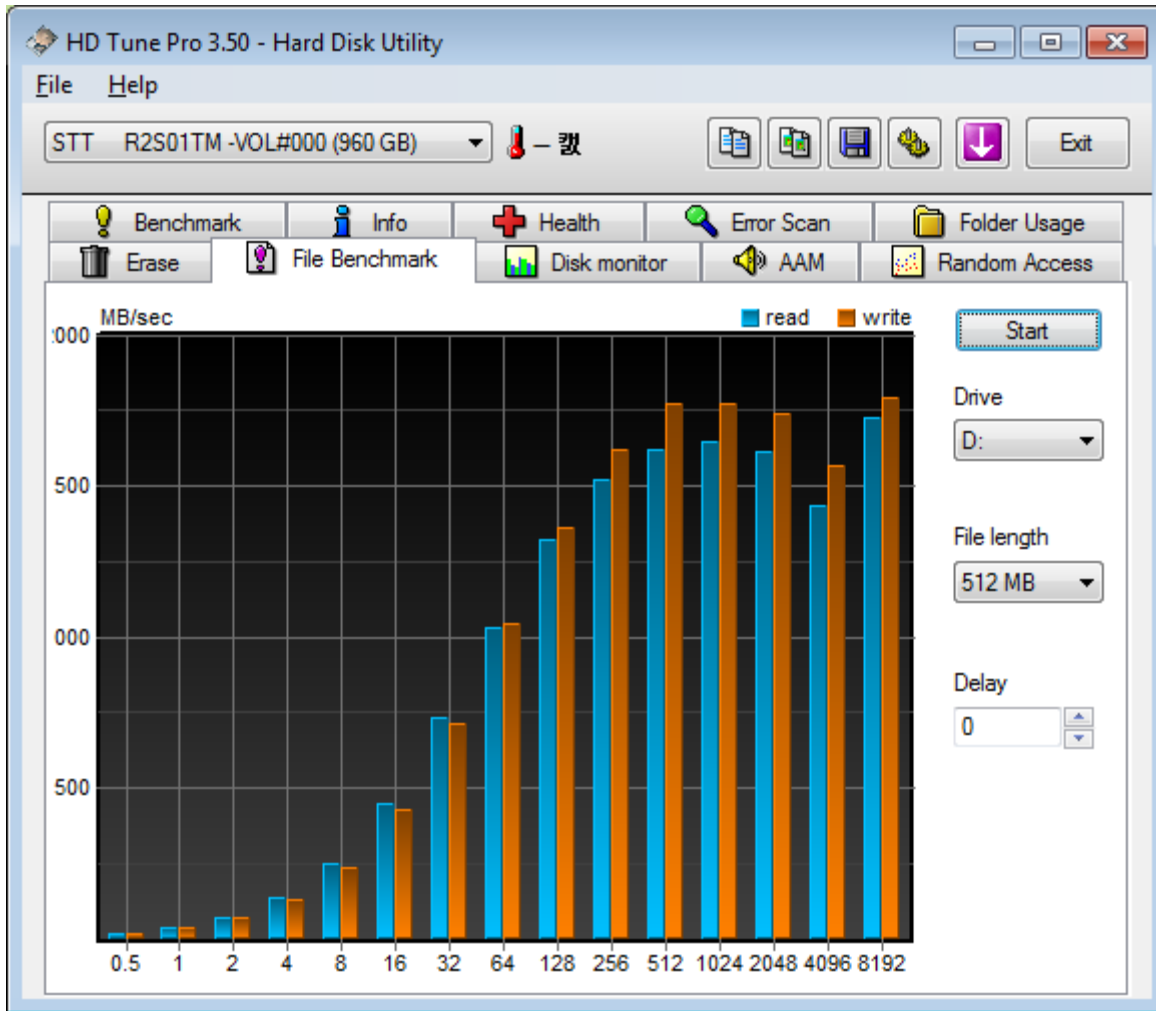 HD Tune Pro 3.50 - Hard Disk Utility
File Help
STT R2S01TM -VOL#000 (960 GB) – 캜 Exit
Benchmark Info Health Error Scan Folder Usage
Erase File Benchmark Disk monitor AAM Random Access
MB/sec read write
Start
:000
Drive
D:
500
File length
512 MB
000
Delay
0
500
0.5 1 2 4 8 16 32 64 128 256 512 1024 2048 4096 8192